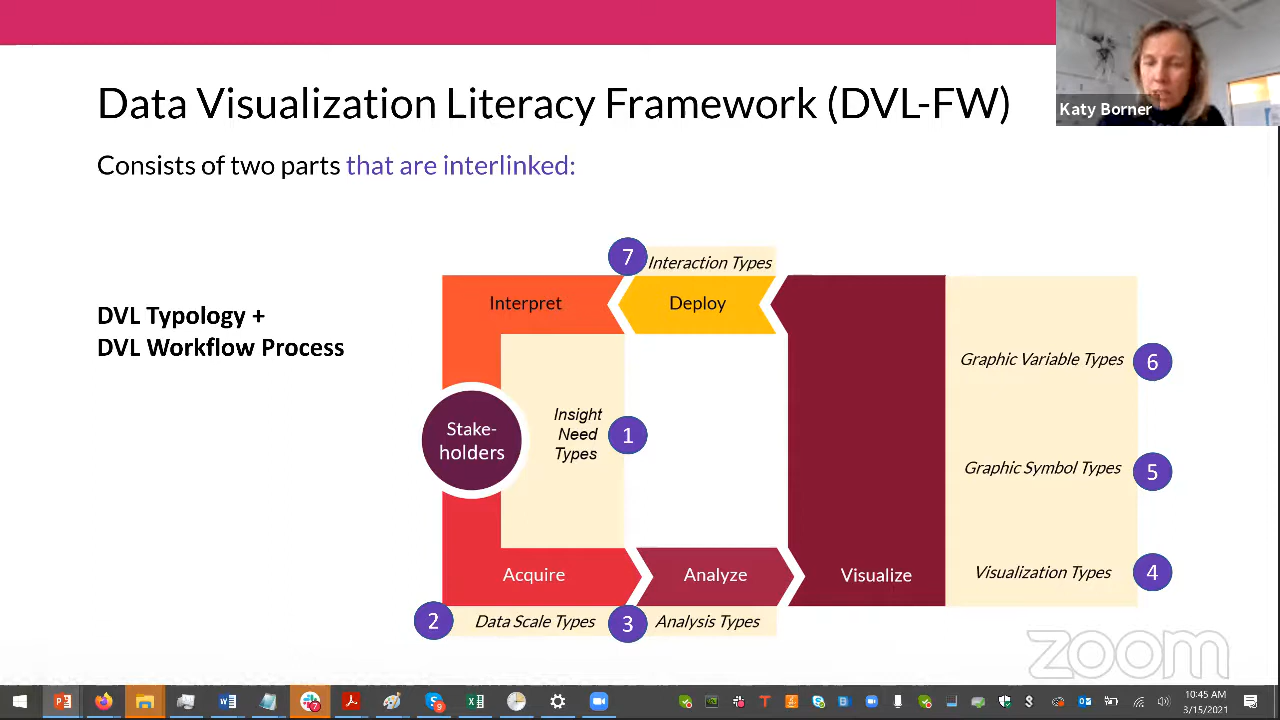 Data Visualization Literacy Framework (DVL-FW)
Katy Borner
Consists of two parts that are interlinked:
7
Interaction Types
Interpret
Deploy
DVL Typology +
DVL Workflow Process
Graphic Variable Types
6
Stake-
holders
Insight
Need
Types
1
Graphic Symbol Types
5
Acquire
Analyze
Visualize
Visualization Types
4
2
Data Scale Types
3
Analysis Types
zoom
10:45 AM
3/15/2021